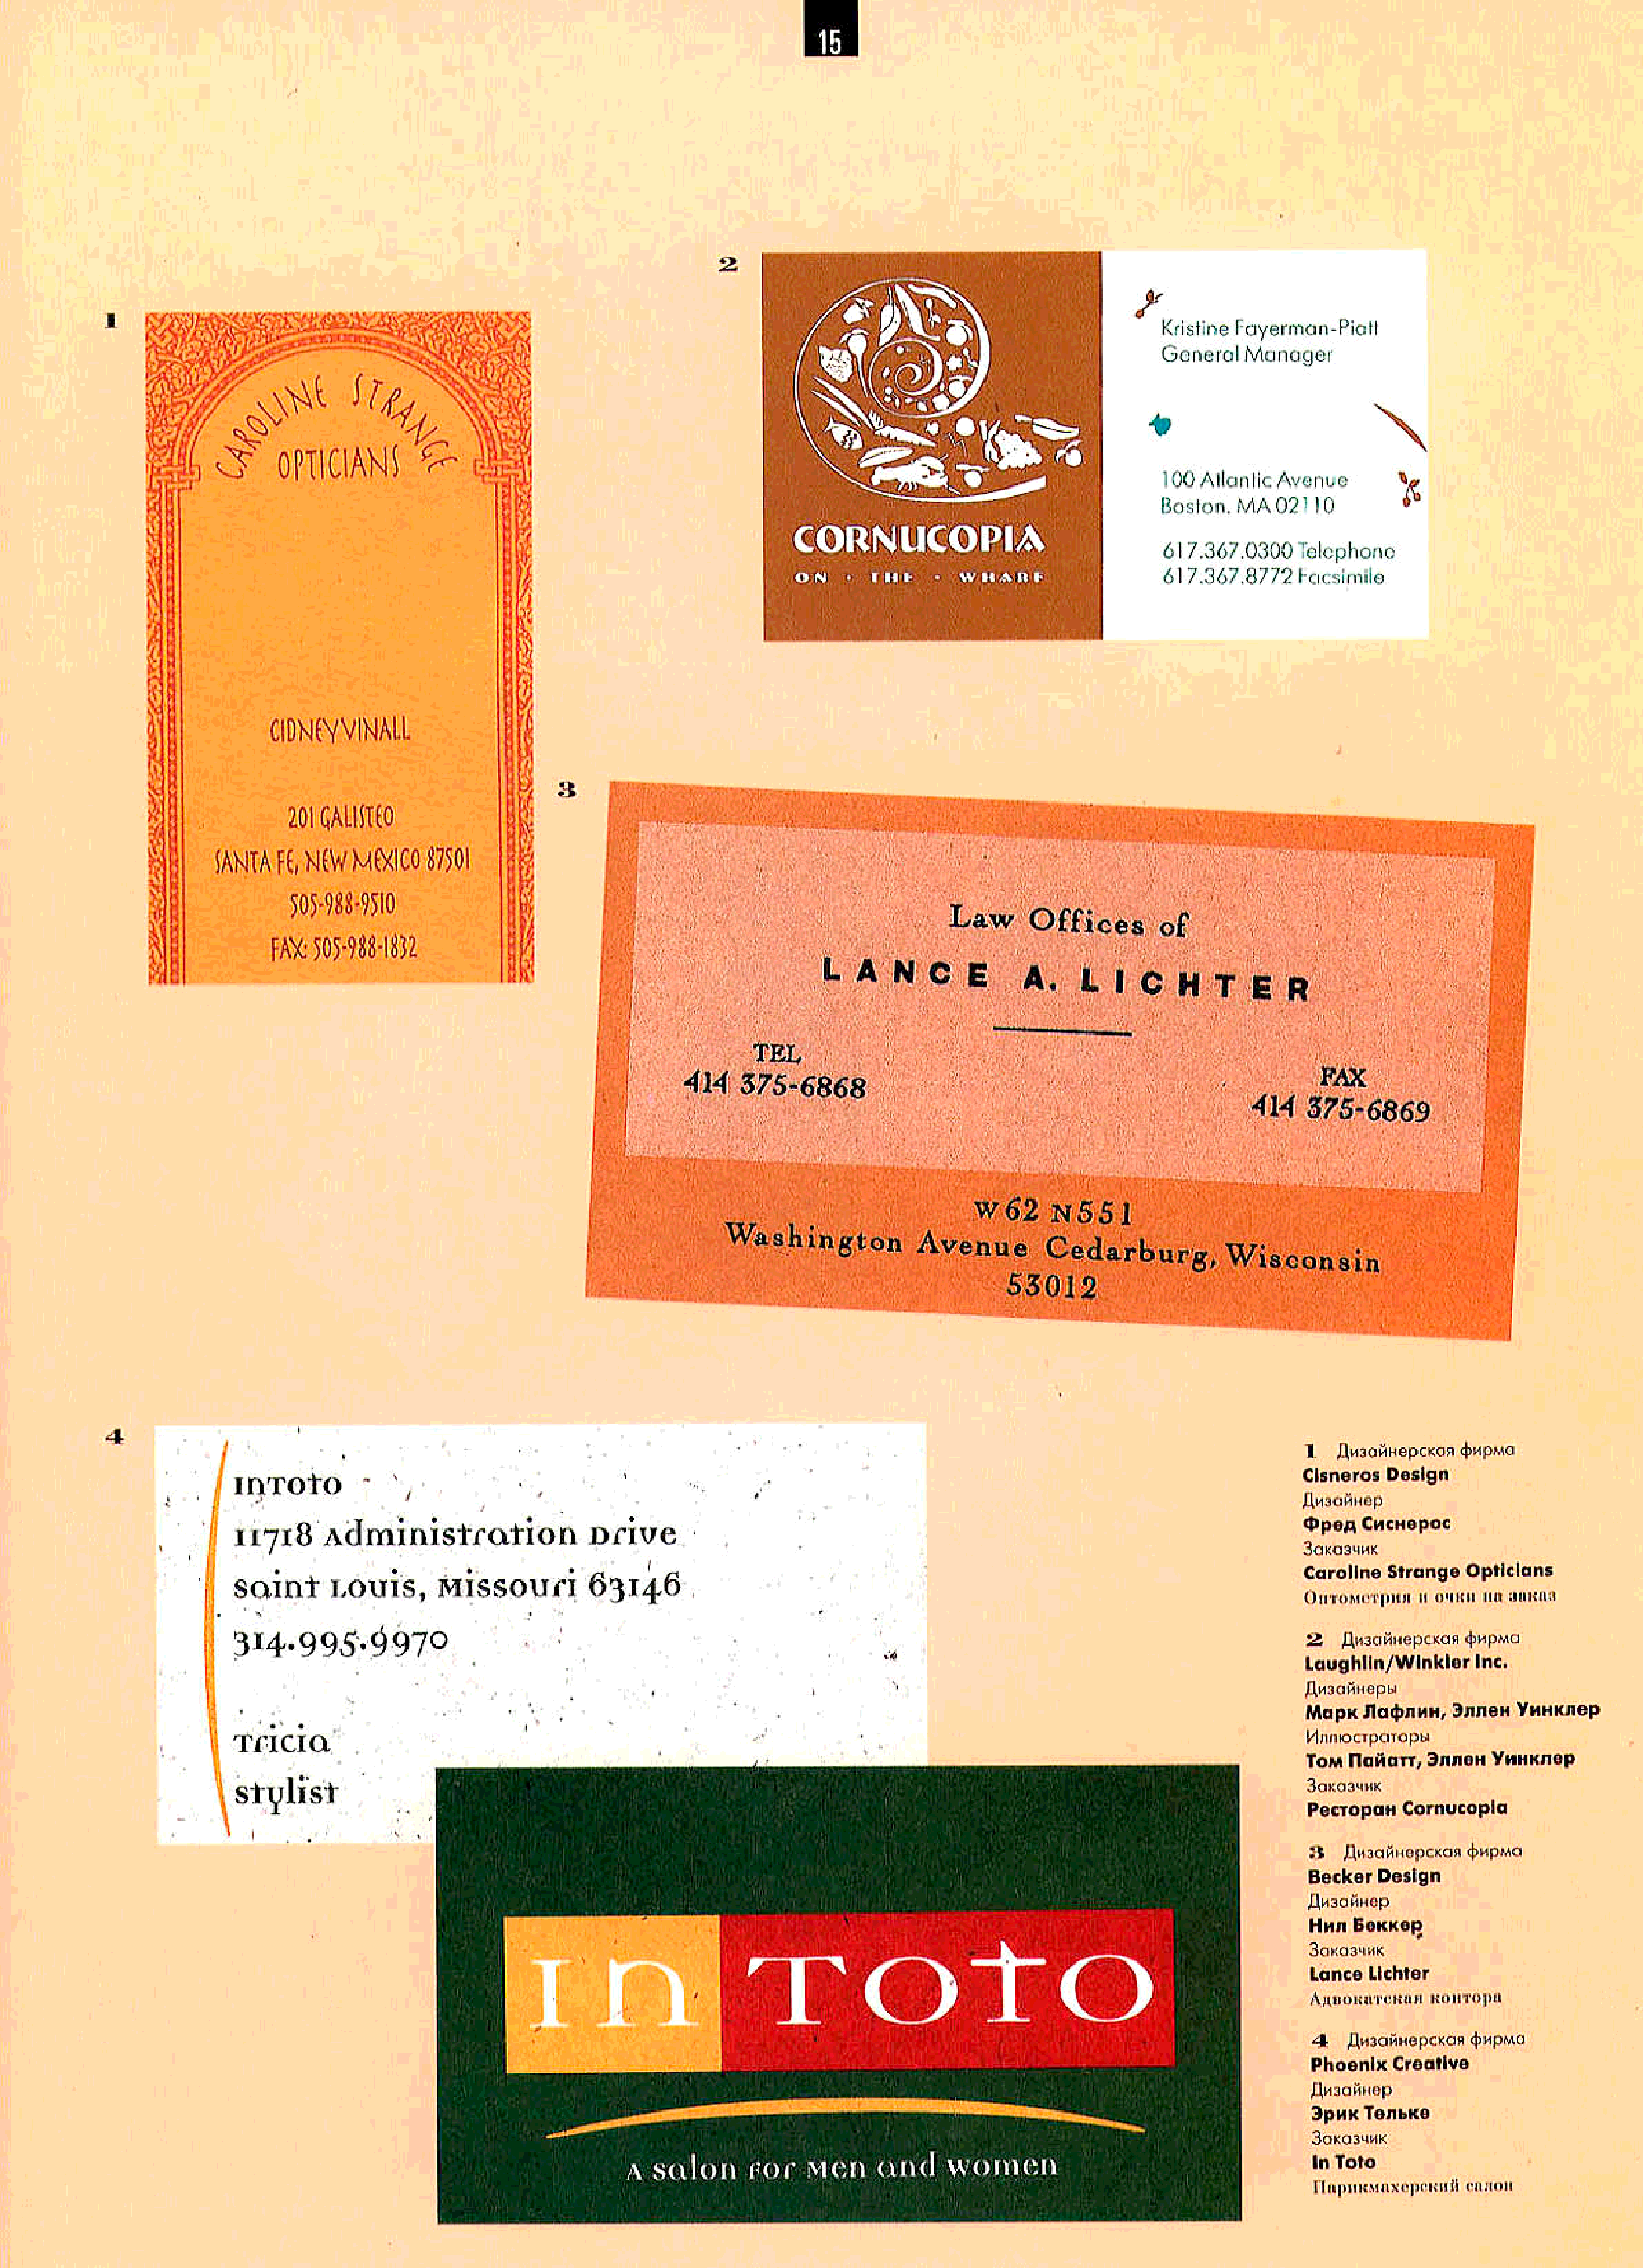 15
1
CAROLINE STRANGE
OPTICIANS
CIDNEY VINALL
201 GALISTEO
SANTA FE, NEW MEXICO 87501
505-988-9510
FAX: 505-988-1832
2
CORNUCOPIA
ON · THE · WHARF
Kristine Fayerman-Piatt
General Manager
100 Atlantic Avenue
Boston, MA 02110
617.367.0300 Telephone
617.367.8772 Facsimile
3
Law Offices of
LANCE A. LICHTER
TEL
414 375-6868
FAX
414 375-6869
W62 N551
Washington Avenue Cedarburg, Wisconsin
53012
4
InToto
11718 Administration Drive
Saint Louis, Missouri 63146
314.995.9970
Tricia
Stylist
In Toto
A Salon For Men and Women
1 Дизайнерская фирма
Cisneros Design
Дизайнер
Фред Сиснерос
Заказчик
Caroline Strange Opticians
Оптометрия и очки на заказ
2 Дизайнерская фирма
Laughlin/Winkler Inc.
Дизайнеры
Марк Лафлин, Эллен Уинклер
Иллюстраторы
Том Пайатт, Эллен Уинклер
Заказчик
Ресторан Cornucopia
3 Дизайнерская фирма
Becker Design
Дизайнер
Нил Беккер
Заказчик
Lance Lichter
Адвокатская контора
4 Дизайнерская фирма
Phoenix Creative
Дизайнер
Эрик Тельке
Заказчик
In Toto
Парикмахерский салон